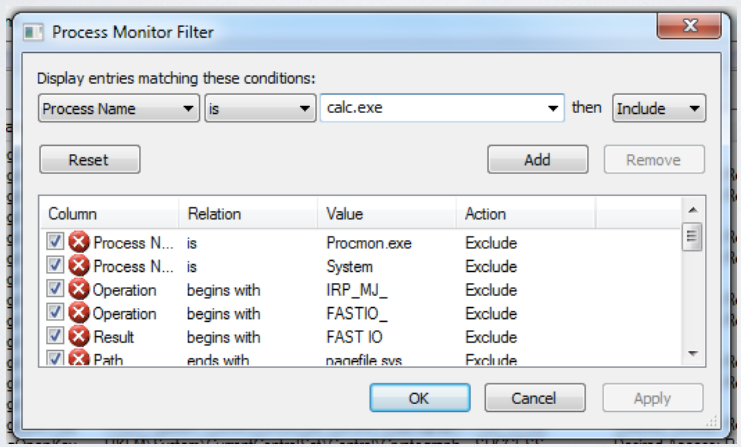 Process Monitor Filter
Display entries matching these conditions:
Process Name is calc.exe then Include
Reset Add Remove
Column Relation Value Action
Process N... is Procmon.exe Exclude
Process N... is System Exclude
Operation begins with IRP_MJ_ Exclude
Operation begins with FASTIO_ Exclude
Result begins with FAST IO Exclude
Path ends with pagefile.sys Exclude
OK Cancel Apply